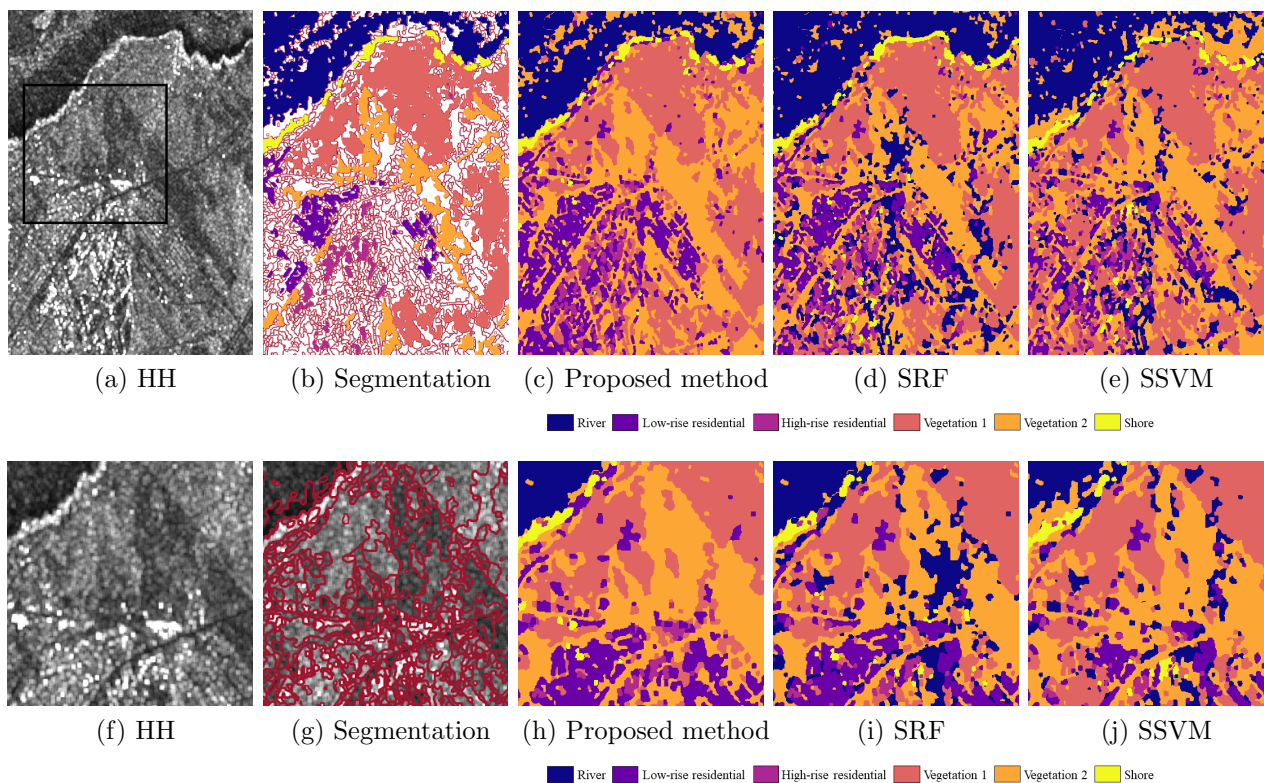 (a) HH (b) Segmentation (c) Proposed method (d) SRF (e) SSVM
River Low-rise residential High-rise residential Vegetation 1 Vegetation 2 Shore
(f) HH (g) Segmentation (h) Proposed method (i) SRF (j) SSVM
River Low-rise residential High-rise residential Vegetation 1 Vegetation 2 Shore